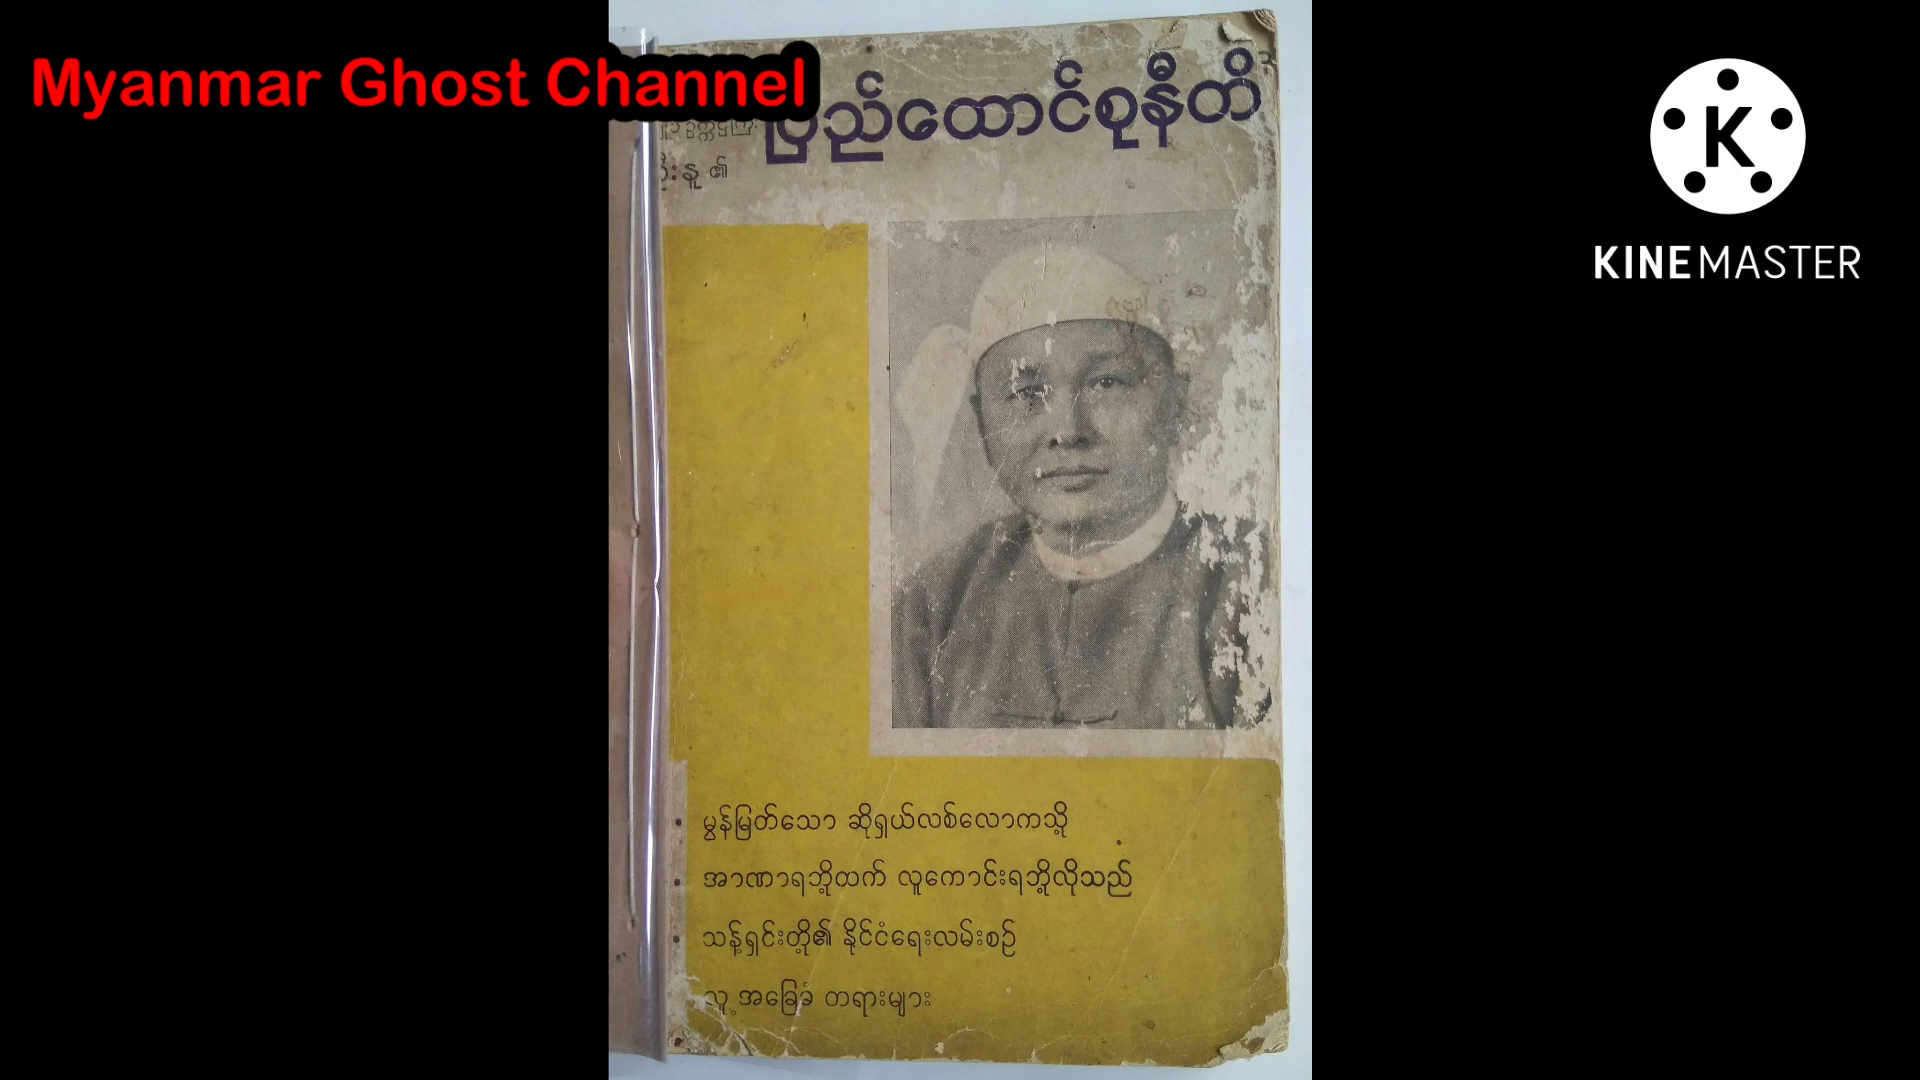 Myanmar Ghost Channel
ပြည်ထောင်စုနီတိ
ဦးနု ၏
K
KINEMASTER
မွန်မြတ်သော ဆိုရှယ်လစ်လောကသို့
အာဏာရဘို့ထက် လူကောင်းရဘို့လိုသည်
သန့်ရှင်းတို့၏ နိုင်ငံရေးလမ်းစဉ်
လူ့ အခြေခံ တရားများ